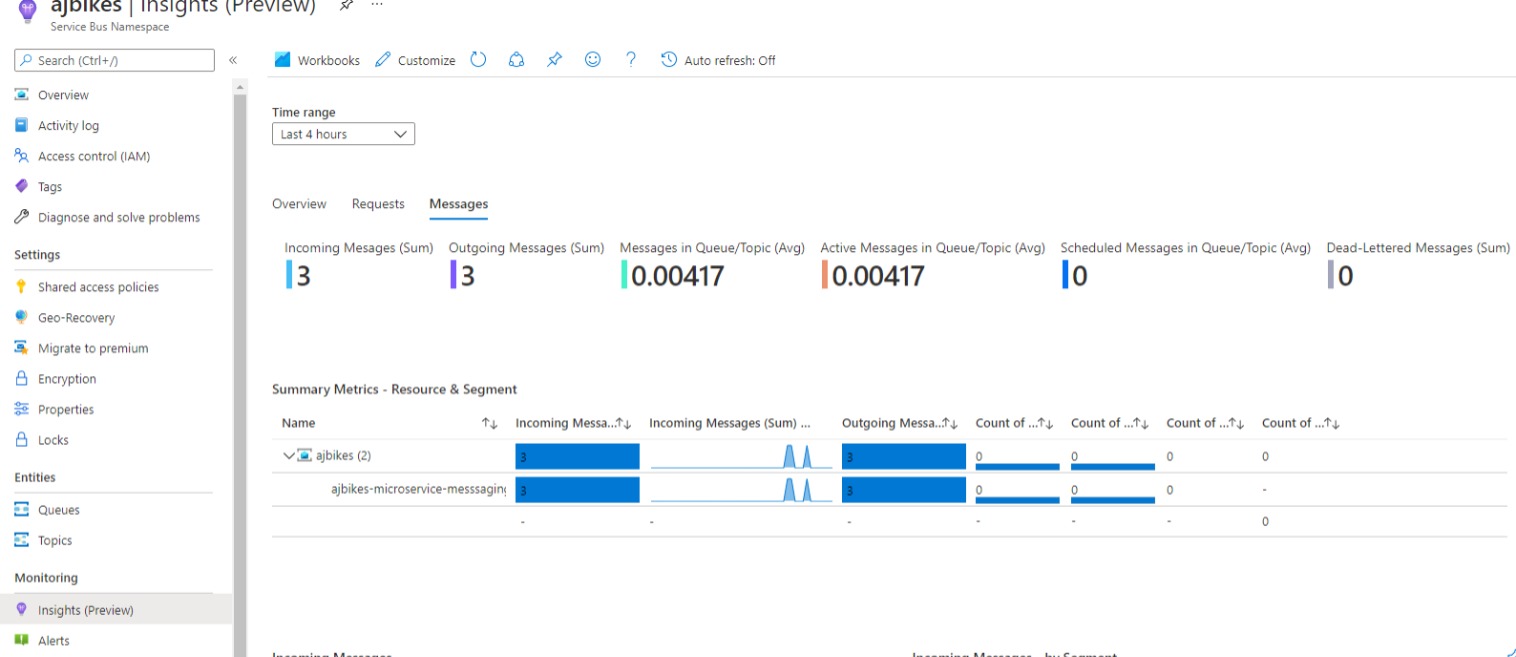 ajbikes | Insights (Preview) ...
Service Bus Namespace
Search (Ctrl+/) «
Workbooks Customize ? Auto refresh: Off
Overview
Activity log
Access control (IAM)
Tags
Diagnose and solve problems
Settings
Shared access policies
Geo-Recovery
Migrate to premium
Encryption
Properties
Locks
Entities
Queues
Topics
Monitoring
Insights (Preview)
Alerts
Time range
Last 4 hours
Overview Requests Messages
Incoming Mesages (Sum) Outgoing Messages (Sum) Messages in Queue/Topic (Avg) Active Messages in Queue/Topic (Avg) Scheduled Messages in Queue/Topic (Avg) Dead-Lettered Messages (Sum)
3 3 0.00417 0.00417 0 0
Summary Metrics - Resource & Segment
Name ↑↓ Incoming Messa...↑↓ Incoming Messages (Sum) ... Outgoing Messa...↑↓ Count of ...↑↓ Count of ...↑↓ Count of ...↑↓ Count of ...↑↓
ajbikes (2) 3 3 0 0 0 0
ajbikes-microservice-messsaging 3 3 0 0 0 -
- - - - - - 0
Incoming Messages Incoming Messages - by Segment